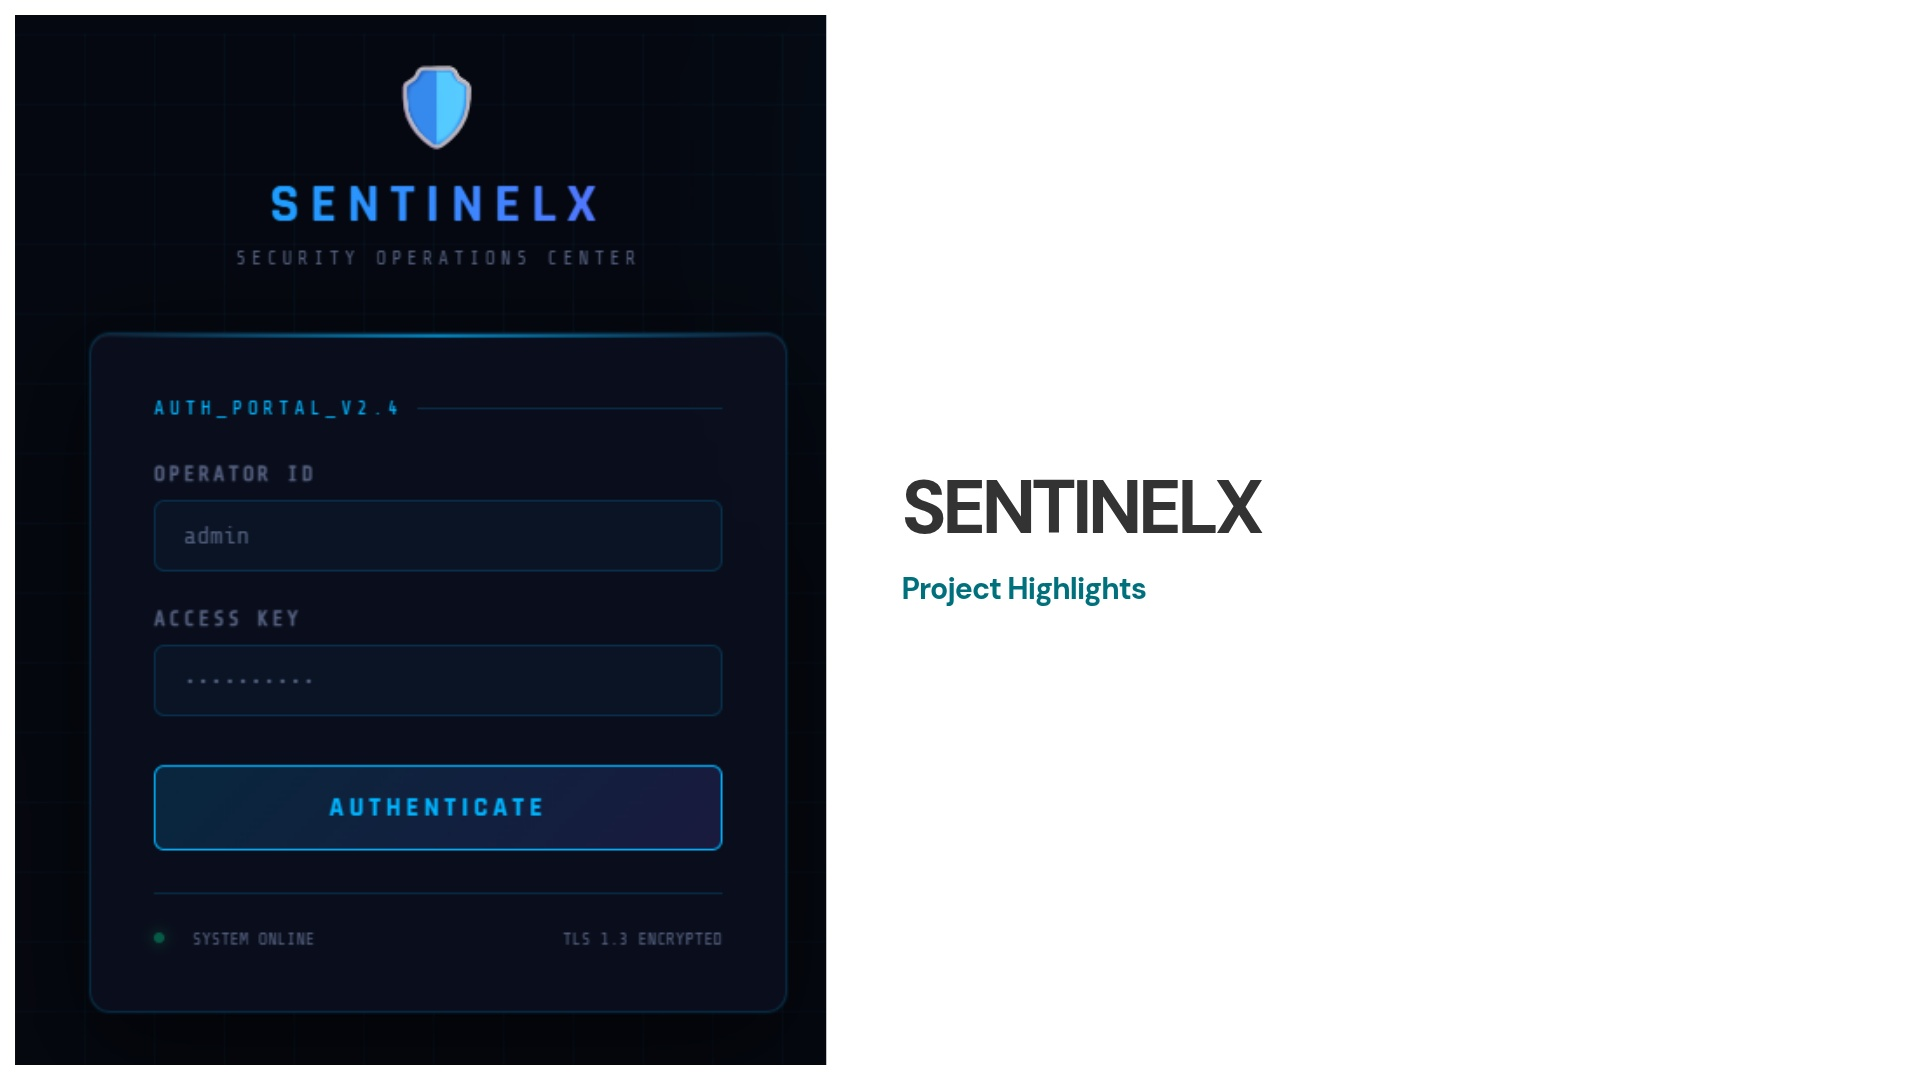 SENTINELX
SECURITY OPERATIONS CENTER
AUTH_PORTAL_V2.4
OPERATOR ID
admin
ACCESS KEY
••••••••••
AUTHENTICATE
SYSTEM ONLINE
TLS 1.3 ENCRYPTED
SENTINELX
Project Highlights